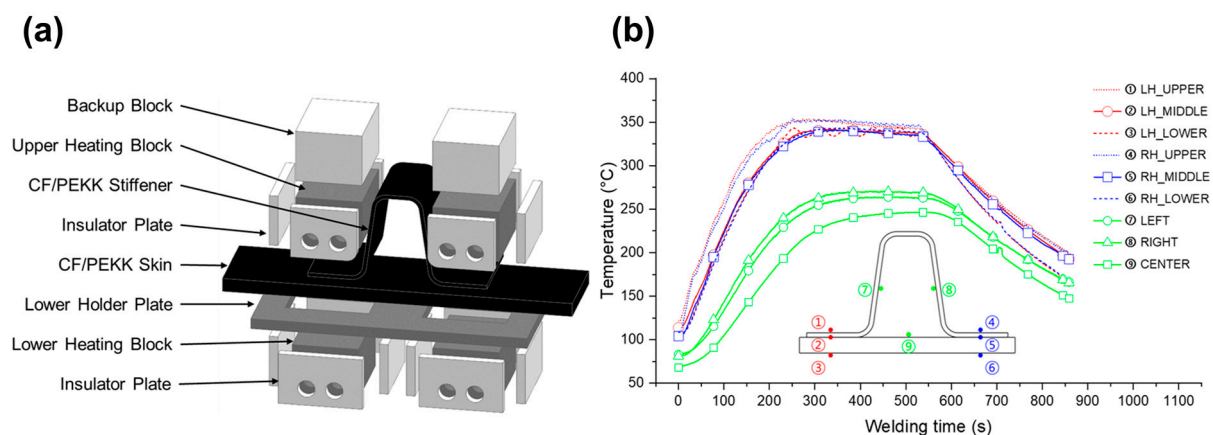 (a)
Backup Block
Upper Heating Block
CF/PEKK Stiffener
Insulator Plate
CF/PEKK Skin
Lower Holder Plate
Lower Heating Block
Insulator Plate
(b)
Temperature (°C)
400
350
300
250
200
150
100
50
0 100 200 300 400 500 600 700 800 900 1000 1100
Welding time (s)
① LH_UPPER
② LH_MIDDLE
③ LH_LOWER
④ RH_UPPER
⑤ RH_MIDDLE
⑥ RH_LOWER
⑦ LEFT
⑧ RIGHT
⑨ CENTER
⑦ ⑧
① ④
② ⑨ ⑤
③ ⑥